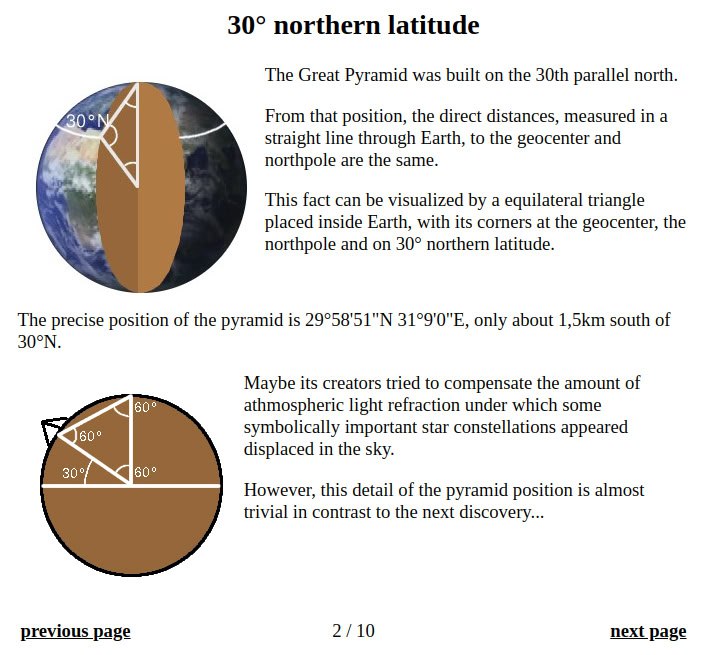 30° northern latitude
The Great Pyramid was built on the 30th parallel north.
30°N
From that position, the direct distances, measured in a
straight line through Earth, to the geocenter and
northpole are the same.
This fact can be visualized by a equilateral triangle
placed inside Earth, with its corners at the geocenter, the
northpole and on 30° northern latitude.
The precise position of the pyramid is 29°58'51"N 31°9'0"E, only about 1,5km south of
30°N.
Maybe its creators tried to compensate the amount of
athmospheric light refraction under which some
symbolically important star constellations appeared
displaced in the sky.
60°
60°
30°
60°
However, this detail of the pyramid position is almost
trivial in contrast to the next discovery...
previous page
2 / 10
next page